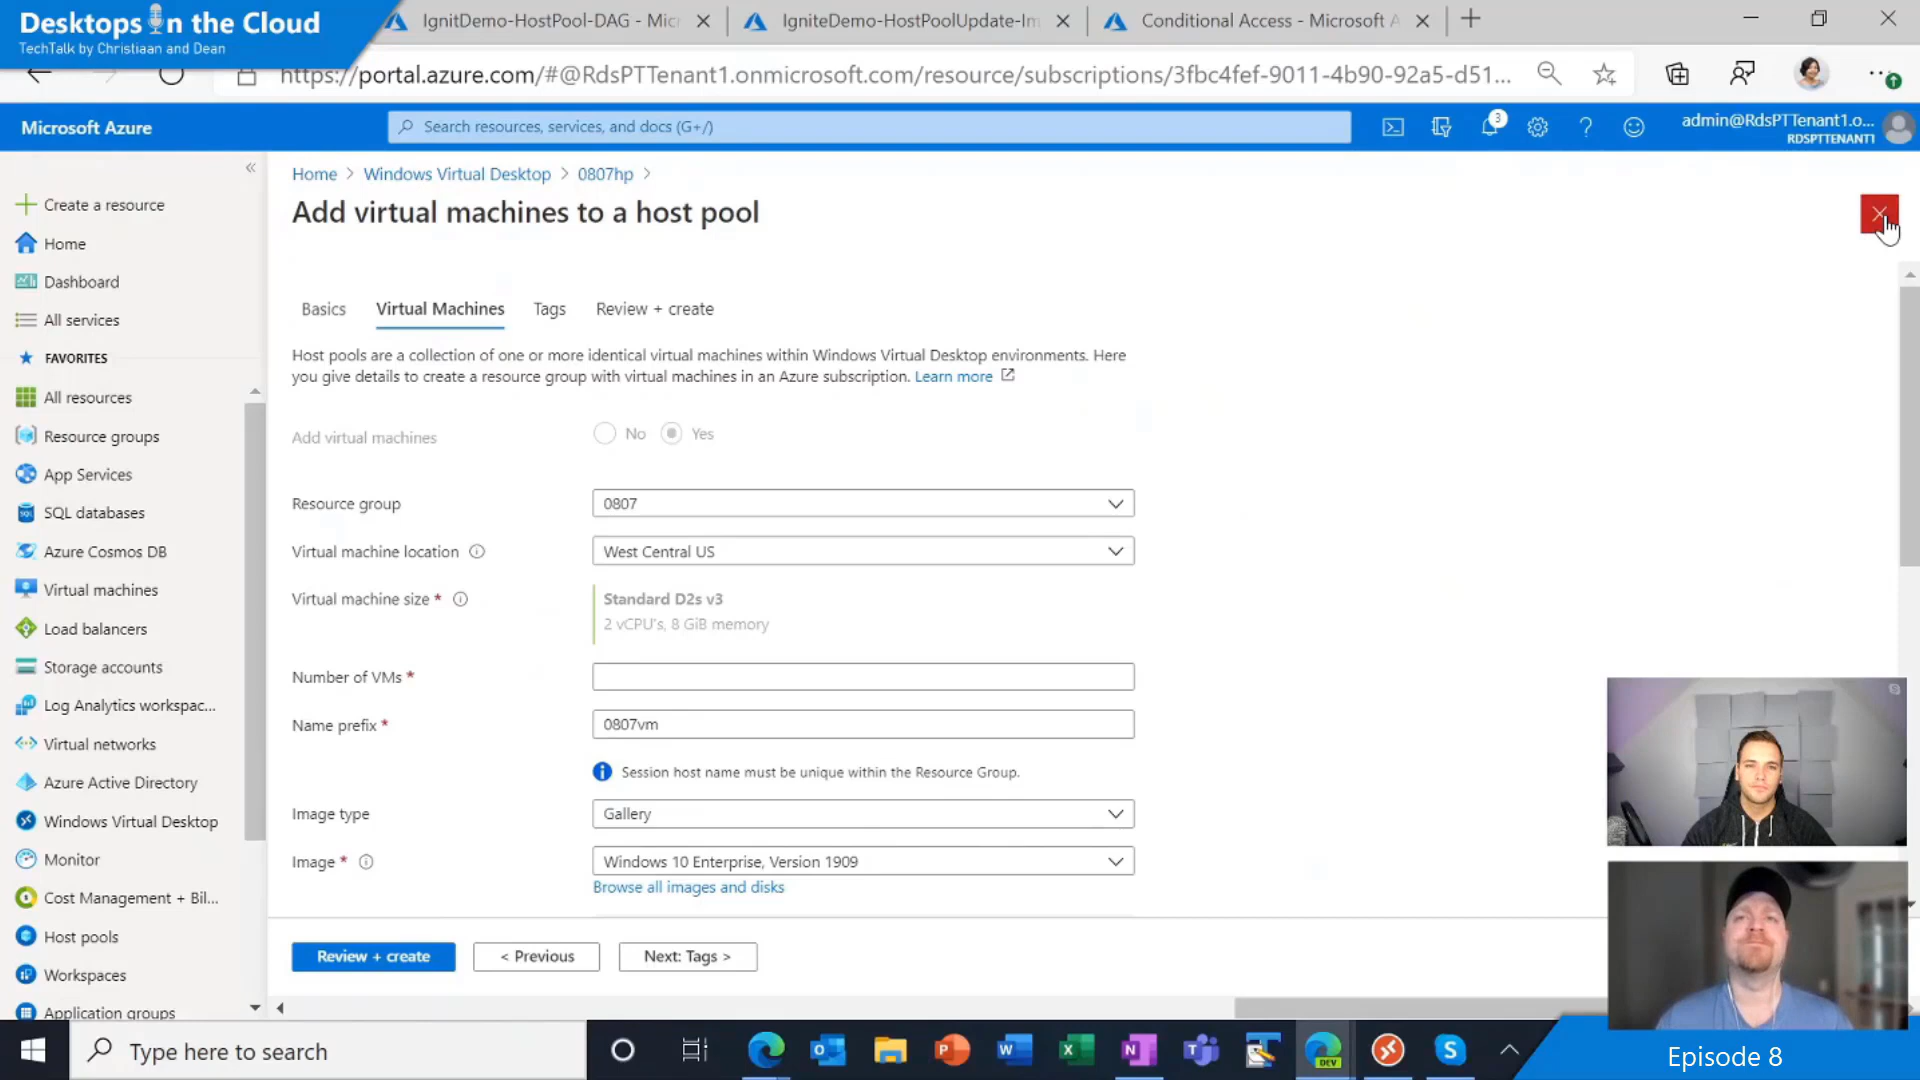 Desktops in the Cloud
TechTalk by Christiaan and Dean
IgnitDemo-HostPool-DAG - Mic
IgniteDemo-HostPoolUpdate-Im
Conditional Access - Microsoft A
https://portal.azure.com/#@RdsPTTenant1.onmicrosoft.com/resource/subscriptions/3fbc4fef-9011-4b90-92a5-d51...
Microsoft Azure
Search resources, services, and docs (G+/)
3
admin@RdsPTTenant1.o...
RDSPTTENANT1
Create a resource
Home
Dashboard
All services
FAVORITES
All resources
Resource groups
App Services
SQL databases
Azure Cosmos DB
Virtual machines
Load balancers
Storage accounts
Log Analytics workspac...
Virtual networks
Azure Active Directory
Windows Virtual Desktop
Monitor
Cost Management + Bil...
Host pools
Workspaces
Application groups
Home > Windows Virtual Desktop > 0807hp >
Add virtual machines to a host pool
Basics Virtual Machines Tags Review + create
Host pools are a collection of one or more identical virtual machines within Windows Virtual Desktop environments. Here
you give details to create a resource group with virtual machines in an Azure subscription. Learn more
Add virtual machines No Yes
Resource group 0807
Virtual machine location West Central US
Virtual machine size * Standard D2s v3
2 vCPU's, 8 GiB memory
Number of VMs *
Name prefix * 0807vm
Session host name must be unique within the Resource Group.
Image type Gallery
Image * Windows 10 Enterprise, Version 1909
Browse all images and disks
Review + create < Previous Next: Tags >
Type here to search
DEV
Episode 8